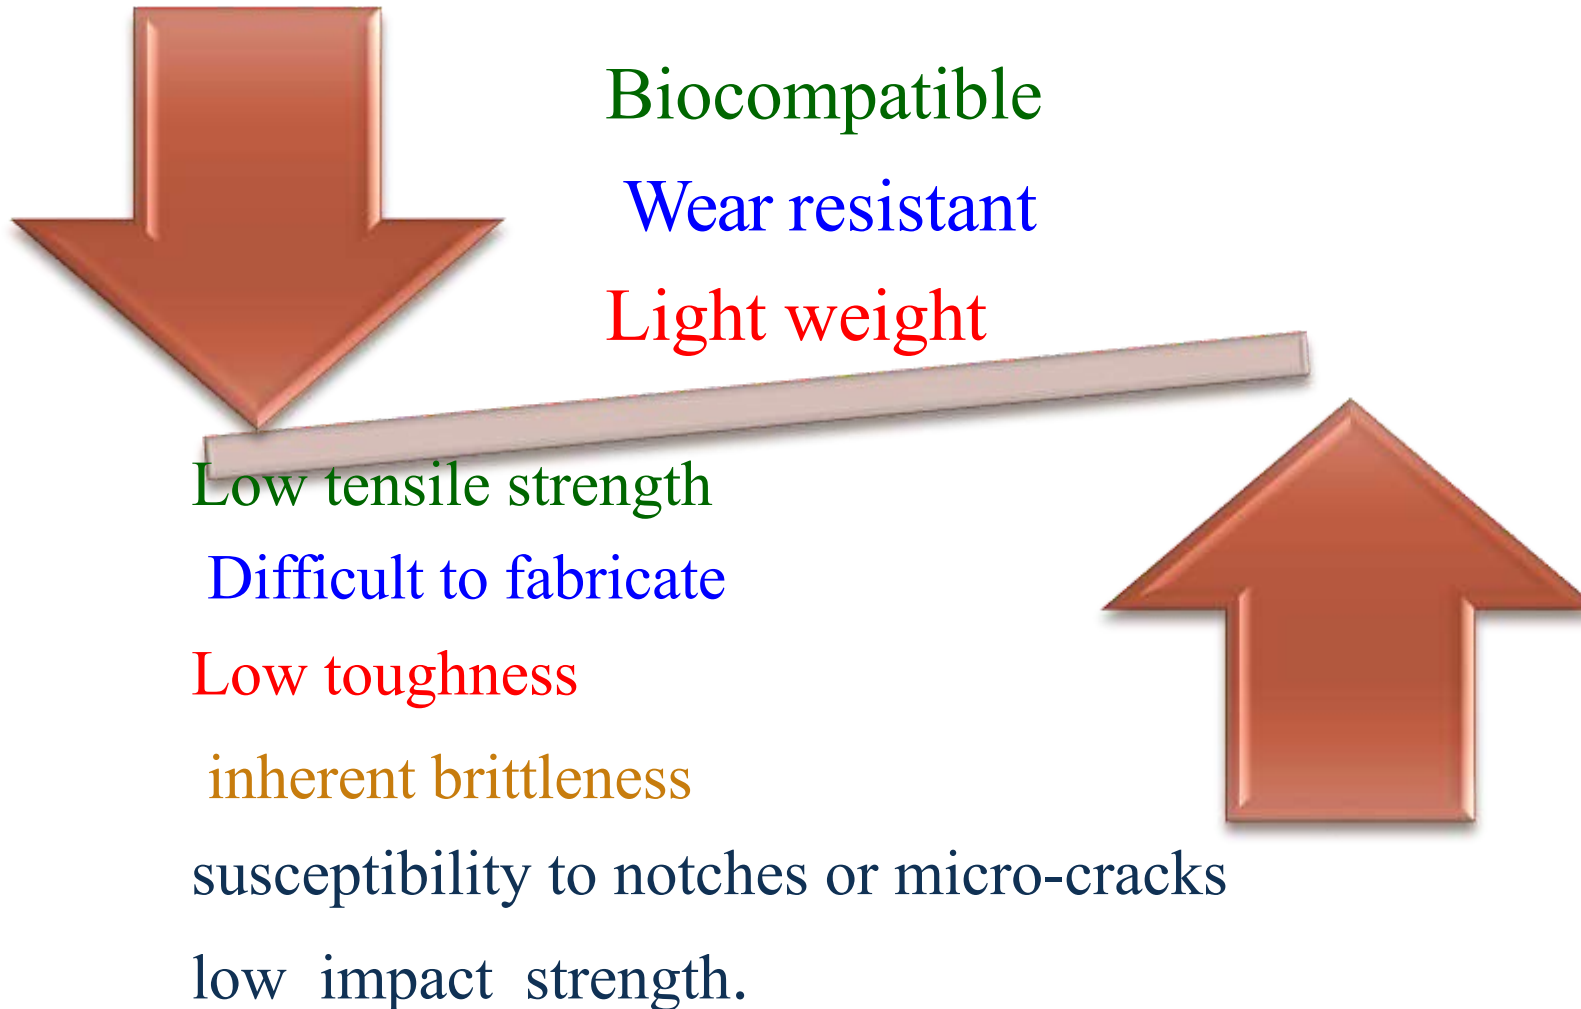 Biocompatible
Wear resistant
Light weight
Low tensile strength
Difficult to fabricate
Low toughness
inherent brittleness
susceptibility to notches or micro-cracks
low impact strength.